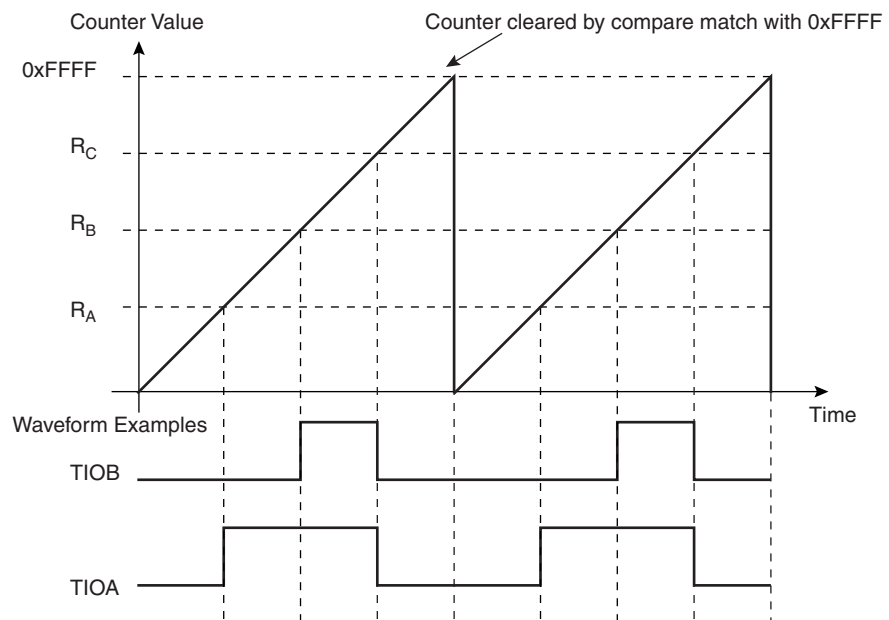 Counter Value
Counter cleared by compare match with 0xFFFF
0xFFFF
RC
RB
RA
Time
Waveform Examples
TIOB
TIOA